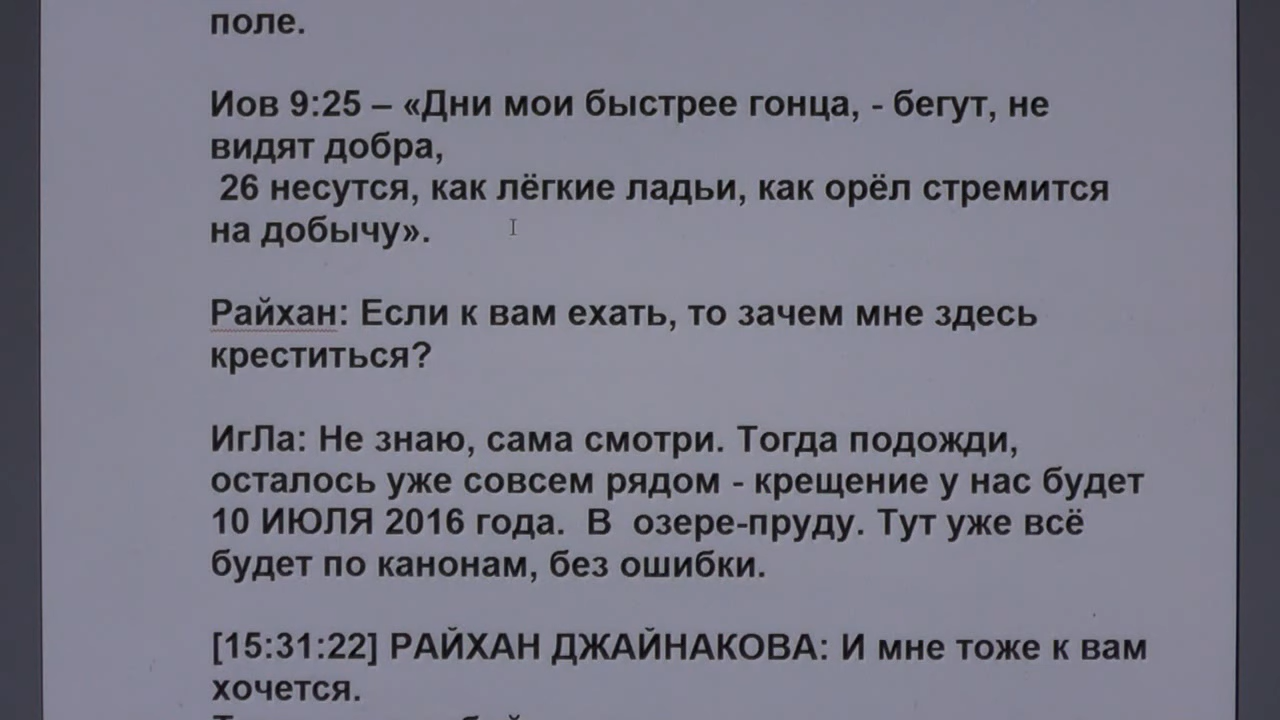 поле.
Иов 9:25 – «Дни мои быстрее гонца, - бегут, не
видят добра,
26 несутся, как лёгкие ладьи, как орёл стремится
на добычу».
Райхан: Если к вам ехать, то зачем мне здесь
креститься?
ИгЛа: Не знаю, сама смотри. Тогда подожди,
осталось уже совсем рядом - крещение у нас будет
10 ИЮЛЯ 2016 года.  В  озере-пруду. Тут уже всё
будет по канонам, без ошибки.
[15:31:22] РАЙХАН ДЖАЙНАКОВА: И мне тоже к вам
хочется.